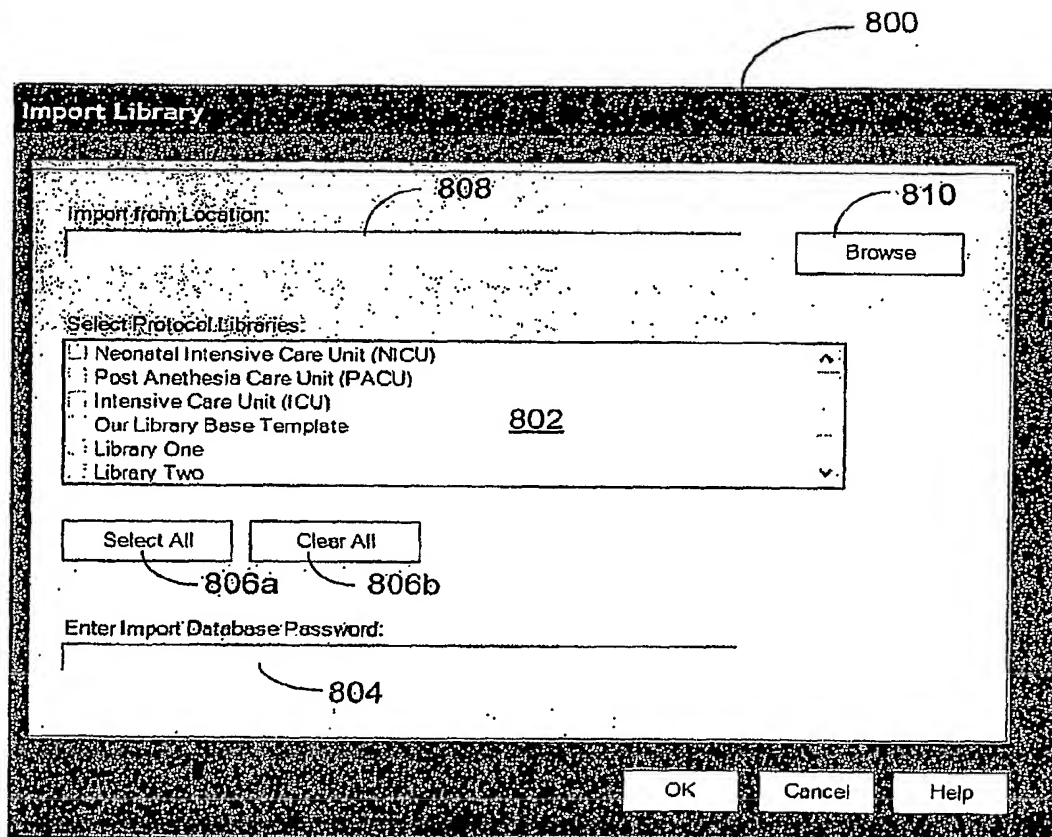 800
Import Library
808
810
Import from Location:
Browse
Select Protocol Libraries:
Neonatal Intensive Care Unit (NICU)
Post Anethesia Care Unit (PACU)
Intensive Care Unit (ICU)
Our Library Base Template
802
Library One
Library Two
Select All
Clear All
806a
806b
Enter Import Database Password:
804
OK
Cancel
Help